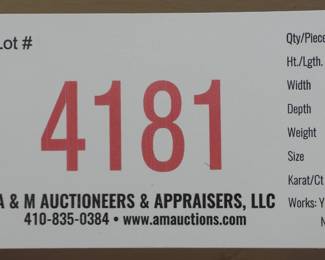 Lot #
4181
A & M AUCTIONEERS & APPRAISERS, LLC
410-835-0384 • www.amauctions.com
Qty/Piece
Ht./Lgth.
Width
Depth
Weight
Size
Karat/Ct
Works: Y
N